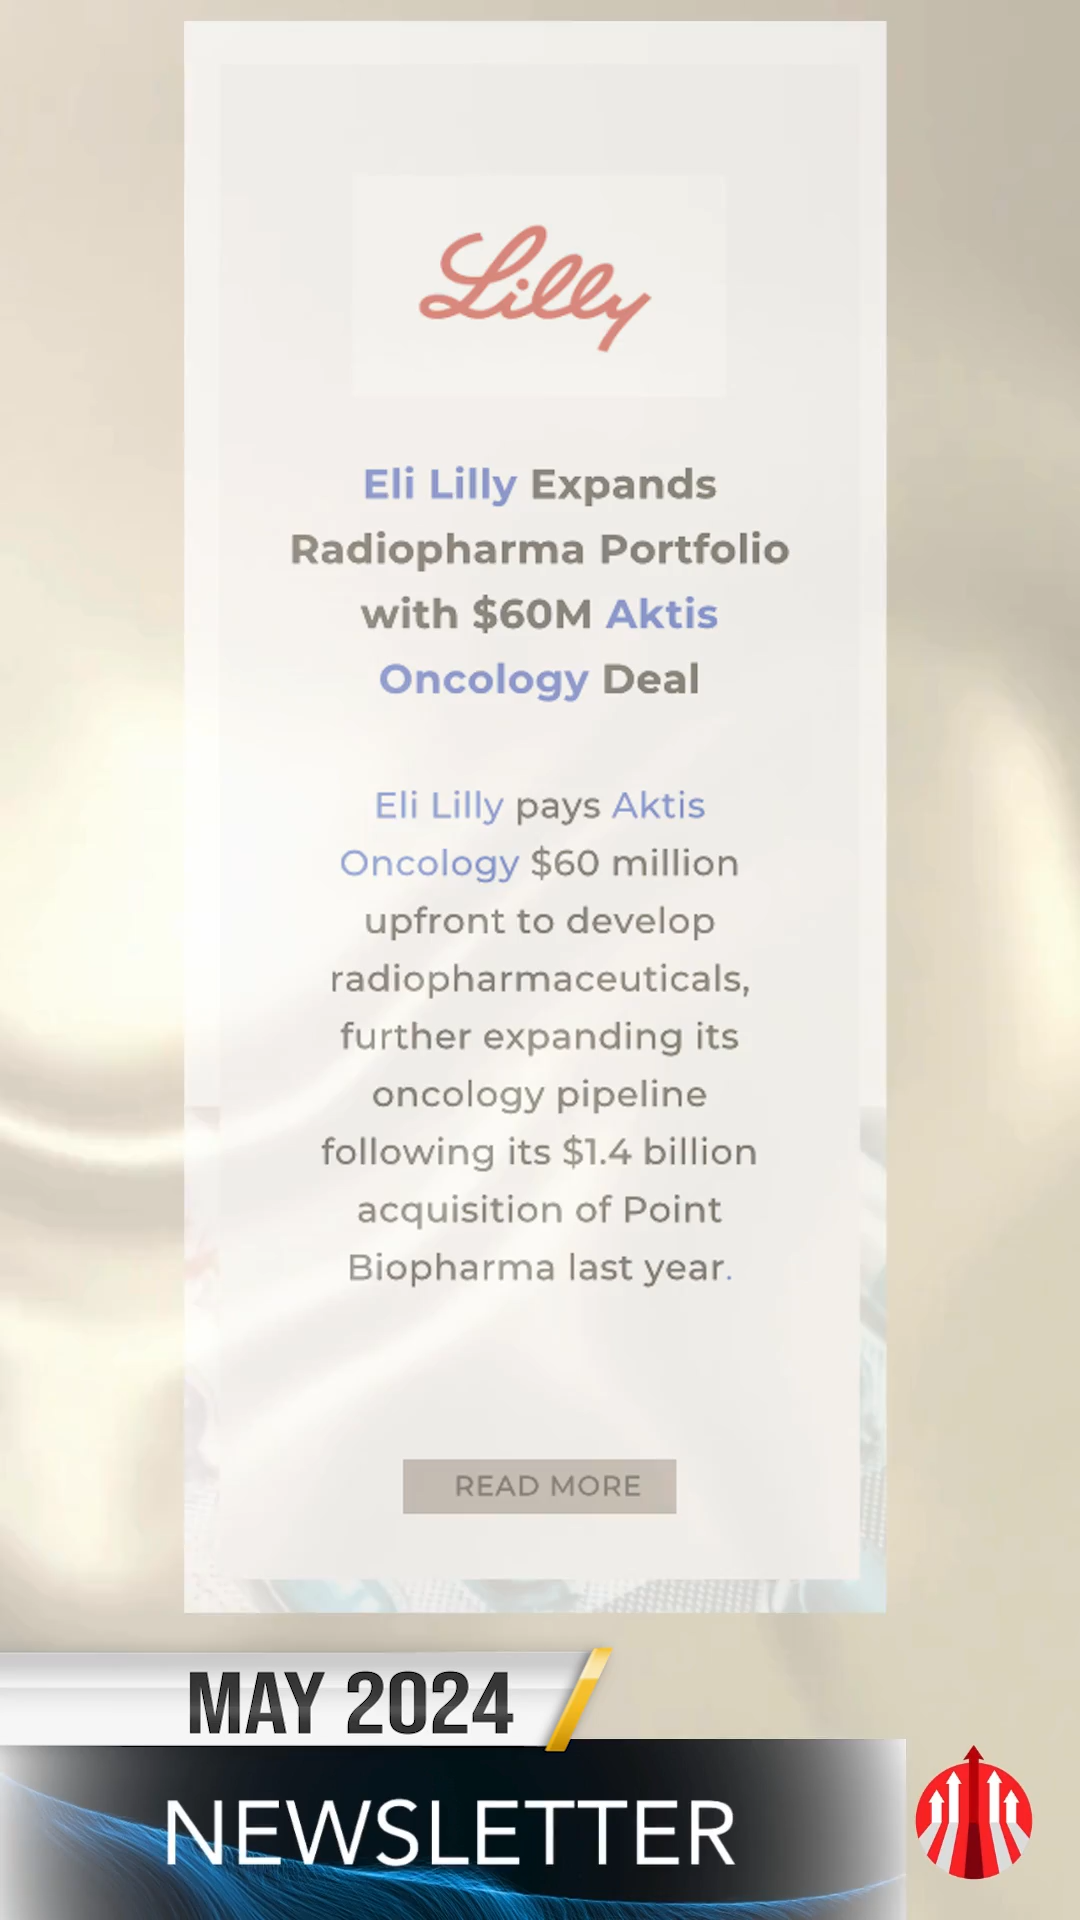 Lilly
Eli Lilly Expands
Radiopharma Portfolio
with $60M Aktis
Oncology Deal
Eli Lilly pays Aktis
Oncology $60 million
upfront to develop
radiopharmaceuticals,
further expanding its
oncology pipeline
following its $1.4 billion
acquisition of Point
Biopharma last year.
READ MORE
MAY 2024
NEWSLETTER